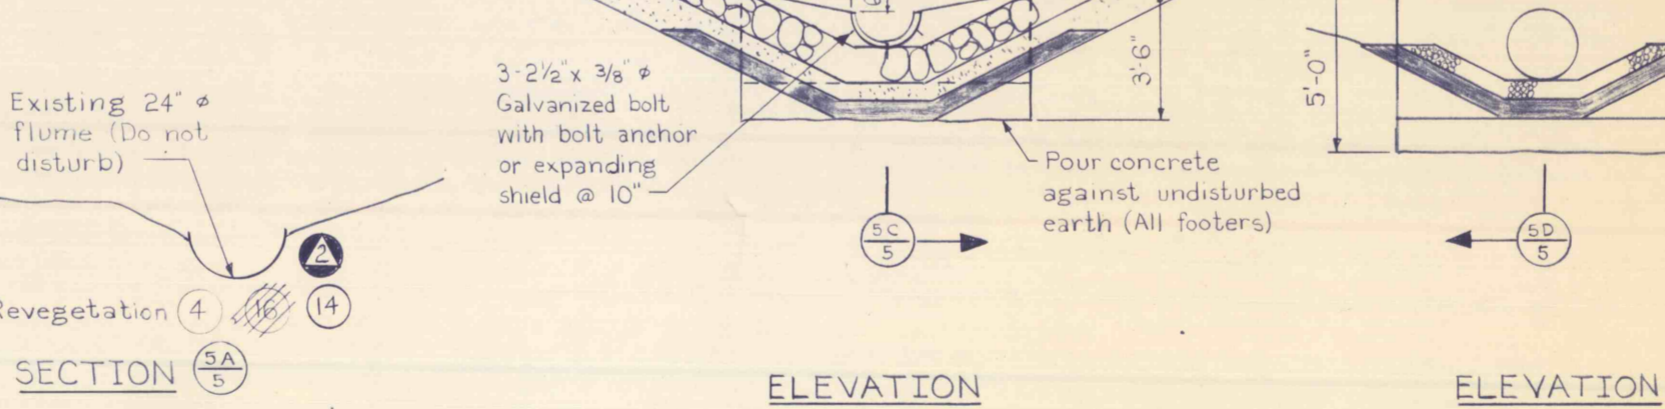 Existing 24" ø
flume (Do not
disturb)
2
Revegetation 4 16 14
SECTION 5A
5
3-2½" x 3/8" ø
Galvanized bolt
with bolt anchor
or expanding
shield @ 10"
3'-6"
Pour concrete
against undisturbed
earth (All footers)
5C
5
ELEVATION
5'-0"
5D
5
ELEVATION